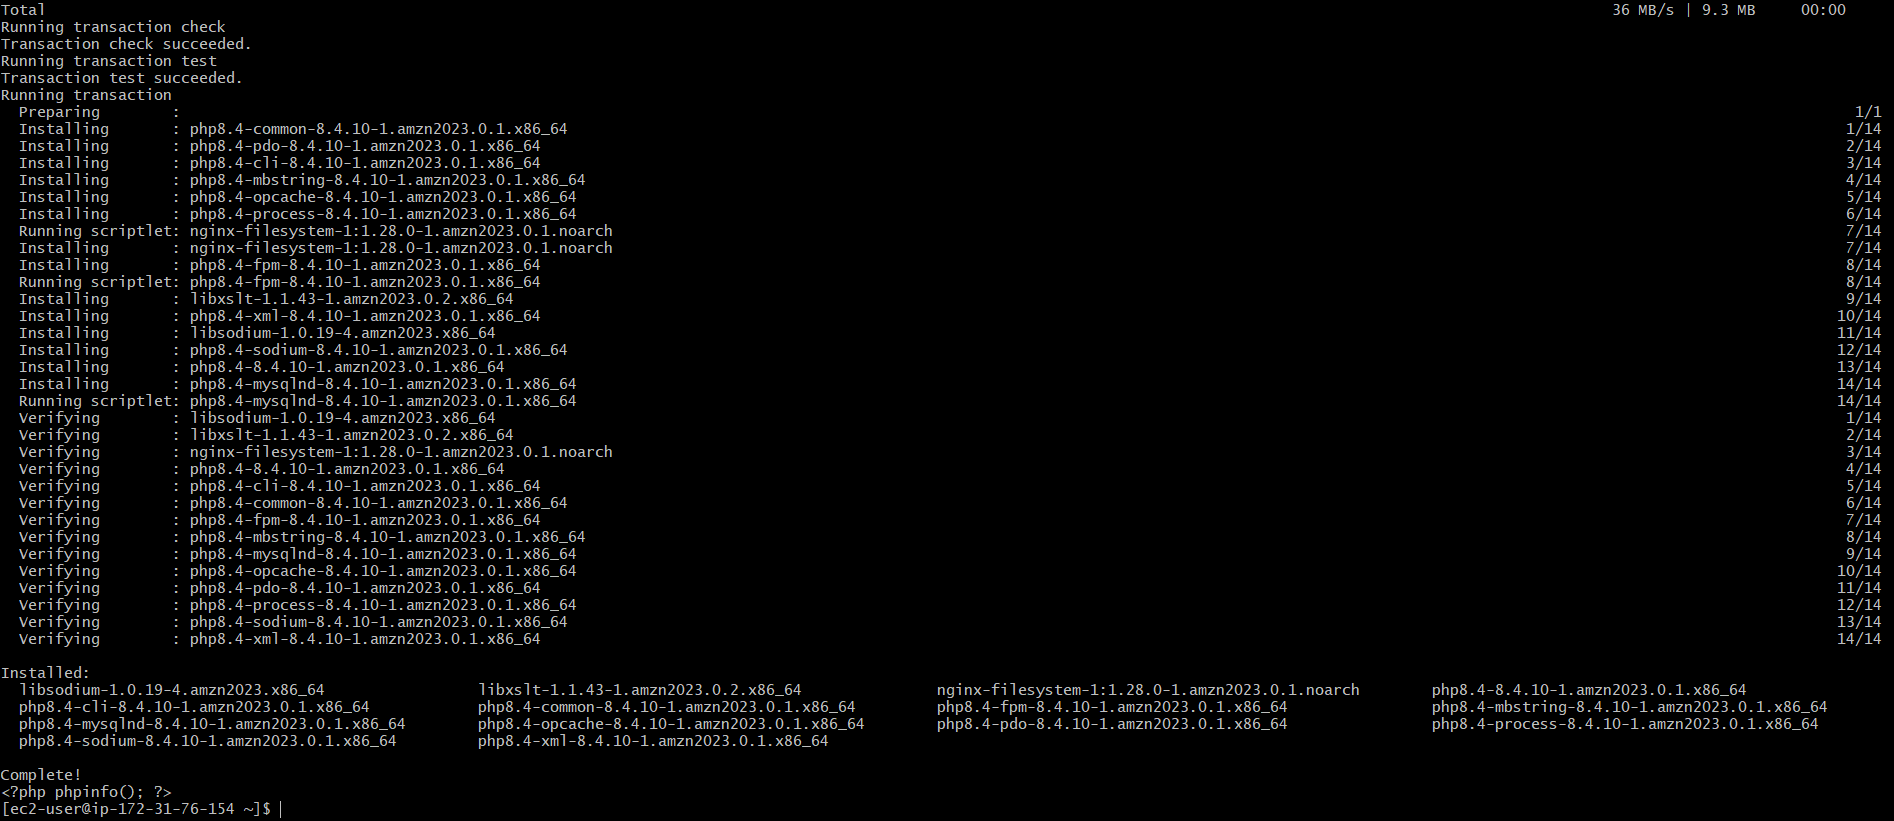 Total 36 MB/s | 9.3 MB 00:00
Running transaction check
Transaction check succeeded.
Running transaction test
Transaction test succeeded.
Running transaction
Preparing : 1/1
Installing : php8.4-common-8.4.10-1.amzn2023.0.1.x86_64 1/14
Installing : php8.4-pdo-8.4.10-1.amzn2023.0.1.x86_64 2/14
Installing : php8.4-cli-8.4.10-1.amzn2023.0.1.x86_64 3/14
Installing : php8.4-mbstring-8.4.10-1.amzn2023.0.1.x86_64 4/14
Installing : php8.4-opcache-8.4.10-1.amzn2023.0.1.x86_64 5/14
Installing : php8.4-process-8.4.10-1.amzn2023.0.1.x86_64 6/14
Running scriptlet: nginx-filesystem-1:1.28.0-1.amzn2023.0.1.noarch 7/14
Installing : nginx-filesystem-1:1.28.0-1.amzn2023.0.1.noarch 7/14
Installing : php8.4-fpm-8.4.10-1.amzn2023.0.1.x86_64 8/14
Running scriptlet: php8.4-fpm-8.4.10-1.amzn2023.0.1.x86_64 8/14
Installing : libxslt-1.1.43-1.amzn2023.0.2.x86_64 9/14
Installing : php8.4-xml-8.4.10-1.amzn2023.0.1.x86_64 10/14
Installing : libsodium-1.0.19-4.amzn2023.x86_64 11/14
Installing : php8.4-sodium-8.4.10-1.amzn2023.0.1.x86_64 12/14
Installing : php8.4-8.4.10-1.amzn2023.0.1.x86_64 13/14
Installing : php8.4-mysqlnd-8.4.10-1.amzn2023.0.1.x86_64 14/14
Running scriptlet: php8.4-mysqlnd-8.4.10-1.amzn2023.0.1.x86_64 14/14
Verifying : libsodium-1.0.19-4.amzn2023.x86_64 1/14
Verifying : libxslt-1.1.43-1.amzn2023.0.2.x86_64 2/14
Verifying : nginx-filesystem-1:1.28.0-1.amzn2023.0.1.noarch 3/14
Verifying : php8.4-8.4.10-1.amzn2023.0.1.x86_64 4/14
Verifying : php8.4-cli-8.4.10-1.amzn2023.0.1.x86_64 5/14
Verifying : php8.4-common-8.4.10-1.amzn2023.0.1.x86_64 6/14
Verifying : php8.4-fpm-8.4.10-1.amzn2023.0.1.x86_64 7/14
Verifying : php8.4-mbstring-8.4.10-1.amzn2023.0.1.x86_64 8/14
Verifying : php8.4-mysqlnd-8.4.10-1.amzn2023.0.1.x86_64 9/14
Verifying : php8.4-opcache-8.4.10-1.amzn2023.0.1.x86_64 10/14
Verifying : php8.4-pdo-8.4.10-1.amzn2023.0.1.x86_64 11/14
Verifying : php8.4-process-8.4.10-1.amzn2023.0.1.x86_64 12/14
Verifying : php8.4-sodium-8.4.10-1.amzn2023.0.1.x86_64 13/14
Verifying : php8.4-xml-8.4.10-1.amzn2023.0.1.x86_64 14/14
Installed:
libsodium-1.0.19-4.amzn2023.x86_64 libxslt-1.1.43-1.amzn2023.0.2.x86_64 nginx-filesystem-1:1.28.0-1.amzn2023.0.1.noarch php8.4-8.4.10-1.amzn2023.0.1.x86_64
php8.4-cli-8.4.10-1.amzn2023.0.1.x86_64 php8.4-common-8.4.10-1.amzn2023.0.1.x86_64 php8.4-fpm-8.4.10-1.amzn2023.0.1.x86_64 php8.4-mbstring-8.4.10-1.amzn2023.0.1.x86_64
php8.4-mysqlnd-8.4.10-1.amzn2023.0.1.x86_64 php8.4-opcache-8.4.10-1.amzn2023.0.1.x86_64 php8.4-pdo-8.4.10-1.amzn2023.0.1.x86_64 php8.4-process-8.4.10-1.amzn2023.0.1.x86_64
php8.4-sodium-8.4.10-1.amzn2023.0.1.x86_64 php8.4-xml-8.4.10-1.amzn2023.0.1.x86_64
Complete!
<?php phpinfo(); ?>
[ec2-user@ip-172-31-76-154 ~]$